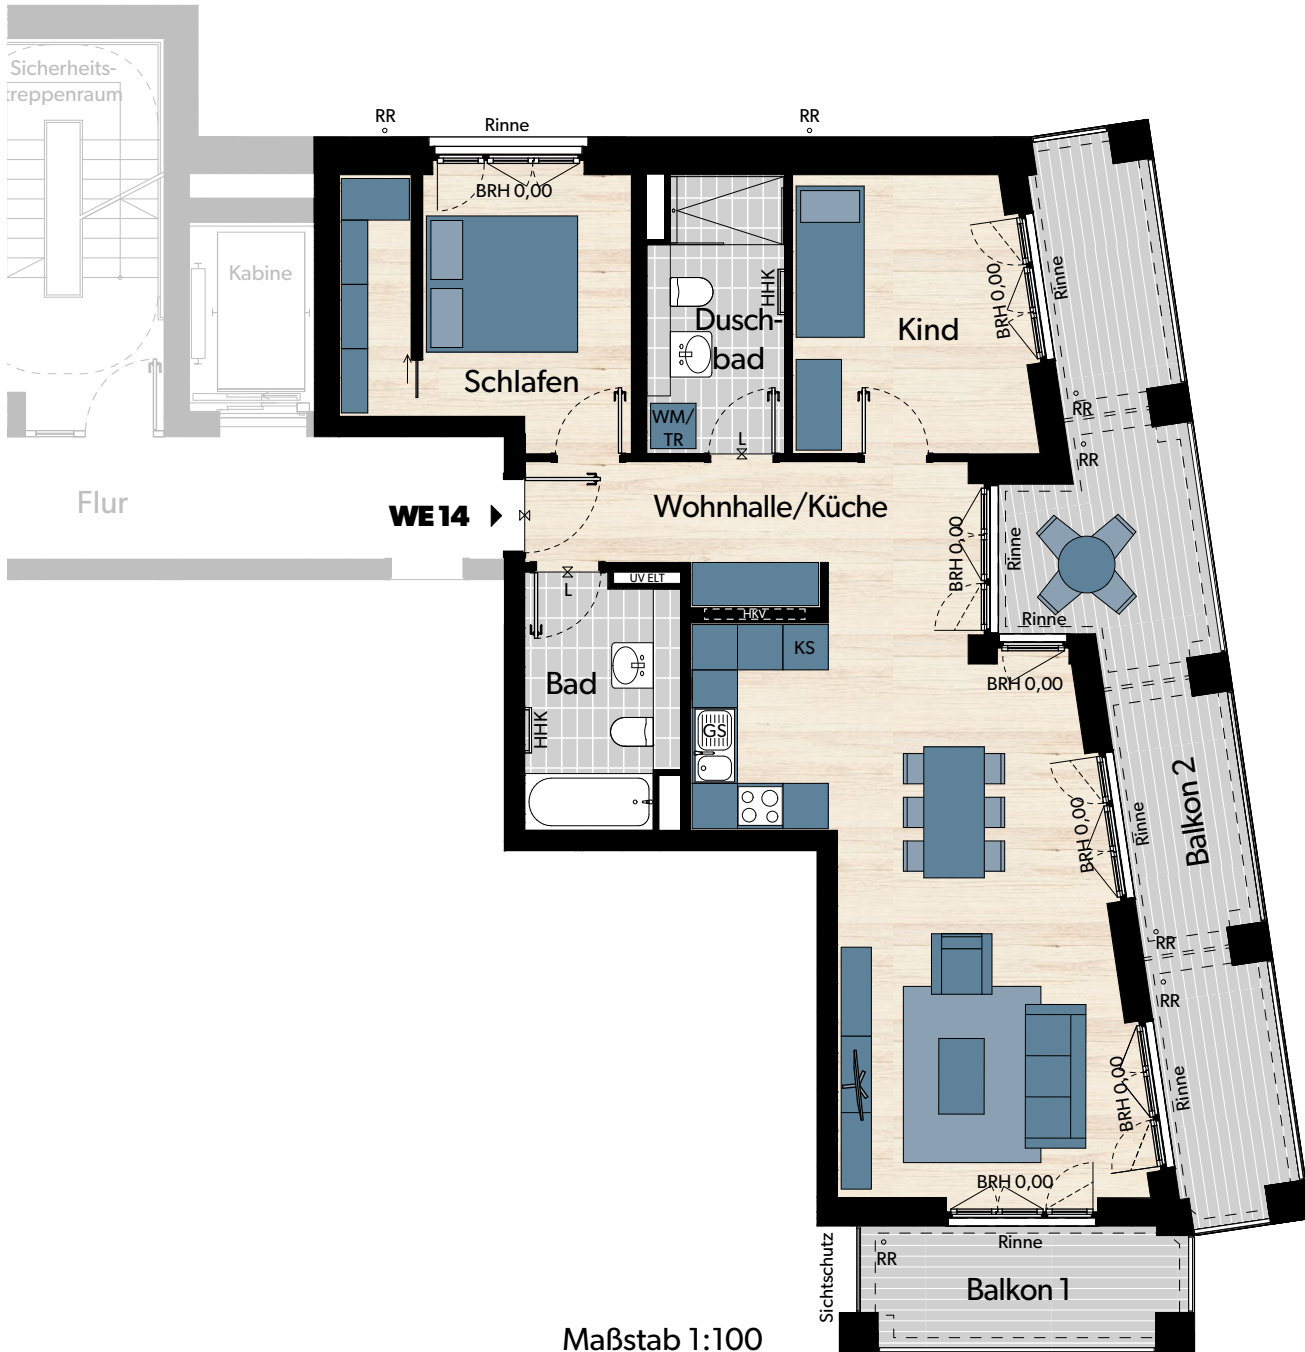 Sicherheits-
treppenraum
RR
Rinne
RR
BRH 0,00
Kabine
HHK
Dusch-
bad
Kind
BRH 0,00
Rinne
Schlafen
WM/
TR
L
RR
RR
Flur
WE 14
Wohnhalle/Küche
BRH 0,00
Rinne
Rinne
L
UV ELT
HKV
KS
BRH 0,00
Bad
HHK
GS
BRH 0,00
Rinne
Balkon 2
RR
RR
BRH 0,00
Rinne
BRH 0,00
Sichtschutz
RR
Rinne
Balkon 1
Maßstab 1:100